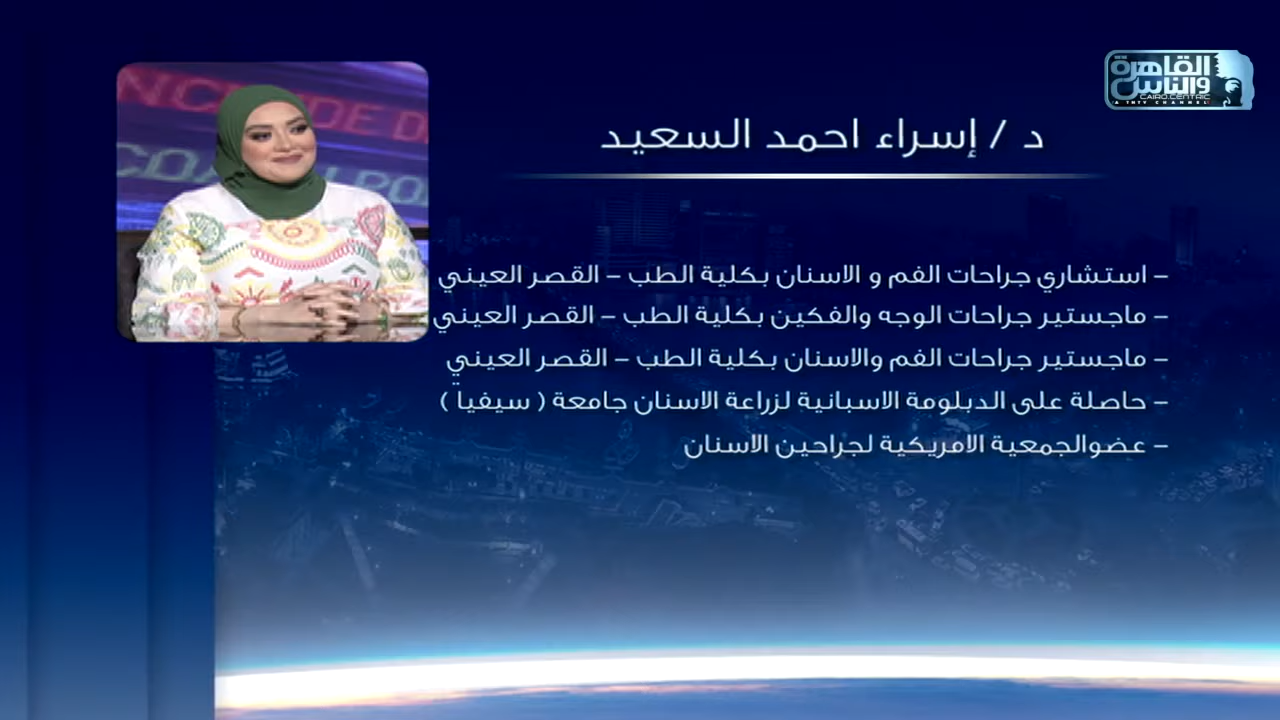 القاهرة
والناس
CAIRO.CENTRIC
A TNTV CHANNEL
د / إسراء احمد السعيد
- استشاري جراحات الفم و الاسنان بكلية الطب - القصر العيني
- ماجستير جراحات الوجه والفكين بكلية الطب - القصر العيني
- ماجستير جراحات الفم والاسنان بكلية الطب - القصر العيني
- حاصلة على الدبلومة الاسبانية لزراعة الاسنان جامعة ( سيفيا )
- عضوالجمعية الامريكية لجراحين الاسنان